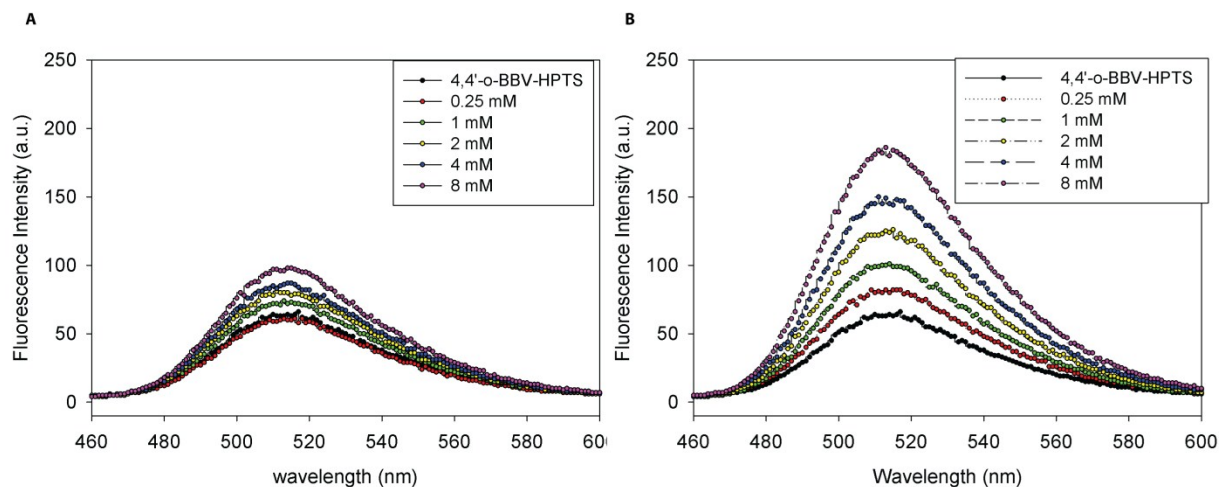 A
250
200
150
100
50
0
Fluorescence Intensity (a.u.)
4,4'-o-BBV-HPTS
0.25 mM
1 mM
2 mM
4 mM
8 mM
460 480 500 520 540 560 580 600
wavelength (nm)
B
250
200
150
100
50
0
Fluorescence Intensity (a.u.)
4,4'-o-BBV-HPTS
0.25 mM
1 mM
2 mM
4 mM
8 mM
460 480 500 520 540 560 580 600
Wavelength (nm)